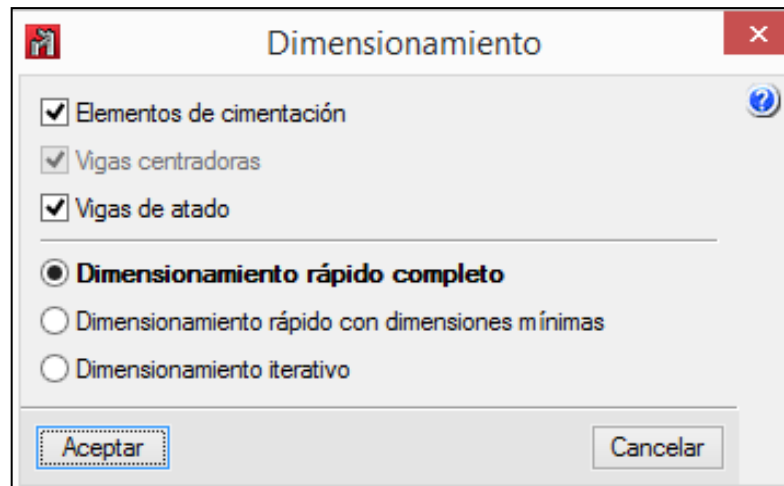 Dimensionamiento
Elementos de cimentación
Vigas centradoras
Vigas de atado
Dimensionamiento rápido completo
Dimensionamiento rápido con dimensiones mínimas
Dimensionamiento iterativo
Aceptar
Cancelar